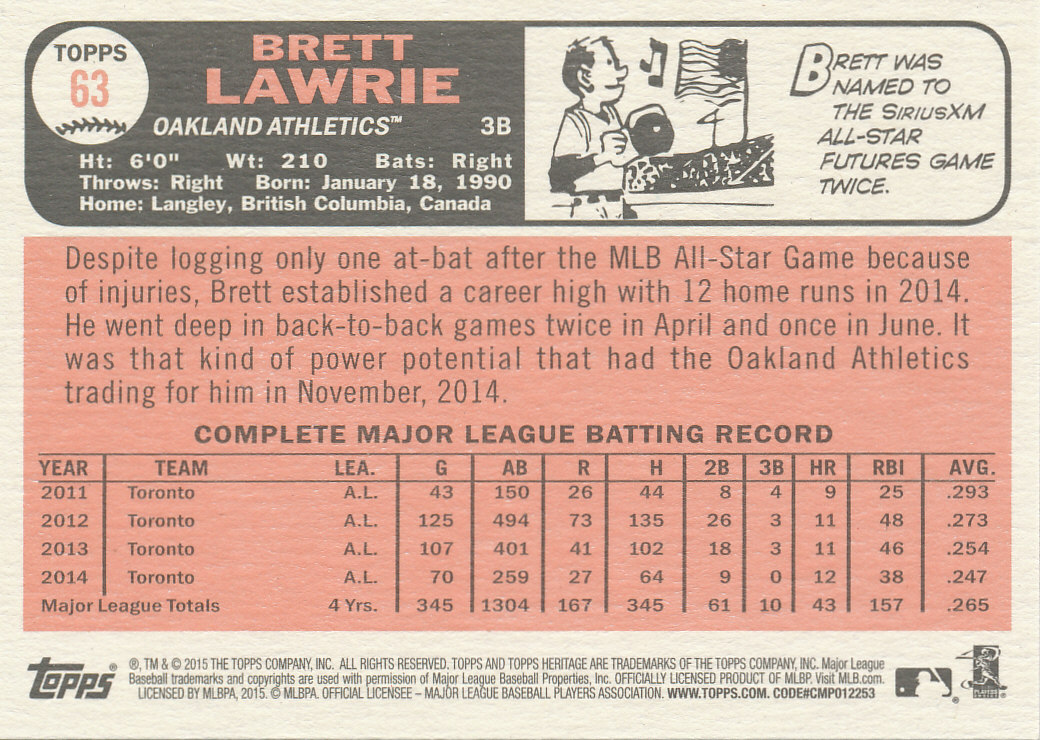 TOPPS
63
BRETT
LAWRIE
OAKLAND ATHLETICS™ 3B
Ht: 6'0" Wt: 210 Bats: Right
Throws: Right Born: January 18, 1990
Home: Langley, British Columbia, Canada
BRETT WAS
NAMED TO
THE SIRIUSXM
ALL-STAR
FUTURES GAME
TWICE.
Despite logging only one at-bat after the MLB All-Star Game because
of injuries, Brett established a career high with 12 home runs in 2014.
He went deep in back-to-back games twice in April and once in June. It
was that kind of power potential that had the Oakland Athletics
trading for him in November, 2014.
COMPLETE MAJOR LEAGUE BATTING RECORD
YEAR TEAM LEA. G AB R H 2B 3B HR RBI AVG.
2011 Toronto A.L. 43 150 26 44 8 4 9 25 .293
2012 Toronto A.L. 125 494 73 135 26 3 11 48 .273
2013 Toronto A.L. 107 401 41 102 18 3 11 46 .254
2014 Toronto A.L. 70 259 27 64 9 0 12 38 .247
Major League Totals 4 Yrs. 345 1304 167 345 61 10 43 157 .265
TOPPS®
®, TM & © 2015 THE TOPPS COMPANY, INC. ALL RIGHTS RESERVED. TOPPS AND TOPPS HERITAGE ARE TRADEMARKS OF THE TOPPS COMPANY, INC. Major League
Baseball trademarks and copyrights are used with permission of Major League Baseball Properties, Inc. OFFICIALLY LICENSED PRODUCT OF MLBP. Visit MLB.com.
LICENSED BY MLBPA, 2015. © MLBPA. OFFICIAL LICENSEE – MAJOR LEAGUE BASEBALL PLAYERS ASSOCIATION. WWW.TOPPS.COM. CODE#CMP012253